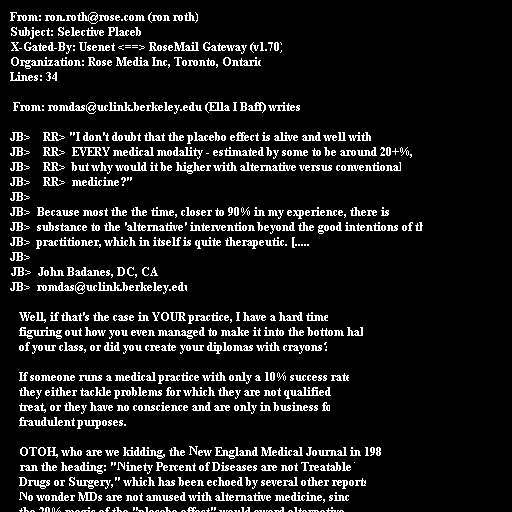 From: ron.roth@rose.com (ron roth)
Subject: Selective Placeb
X-Gated-By: Usenet <==> RoseMail Gateway (v1.70)
Organization: Rose Media Inc, Toronto, Ontario
Lines: 34
From: romdas@uclink.berkeley.edu (Ella I Baff) writes
JB> RR> "I don't doubt that the placebo effect is alive and well with
JB> RR> EVERY medical modality - estimated by some to be around 20+%,
JB> RR> but why would it be higher with alternative versus conventional
JB> RR> medicine?"
JB>
JB> Because most the the time, closer to 90% in my experience, there is
JB> substance to the 'alternative' intervention beyond the good intentions of th
JB> practitioner, which in itself is quite therapeutic. [.....
JB>
JB> John Badanes, DC, CA
JB> romdas@uclink.berkeley.edu
Well, if that's the case in YOUR practice, I have a hard time
figuring out how you even managed to make it into the bottom hal
of your class, or did you create your diplomas with crayons?
If someone runs a medical practice with only a 10% success rate
they either tackle problems for which they are not qualified
treat, or they have no conscience and are only in business fo
fraudulent purposes.
OTOH, who are we kidding, the New England Medical Journal in 198
ran the heading: "Ninety Percent of Diseases are not Treatable
Drugs or Surgery," which has been echoed by several other reports
No wonder MDs are not amused with alternative medicine, sinc
the 20% magic of the "placebo effect" would award alternative